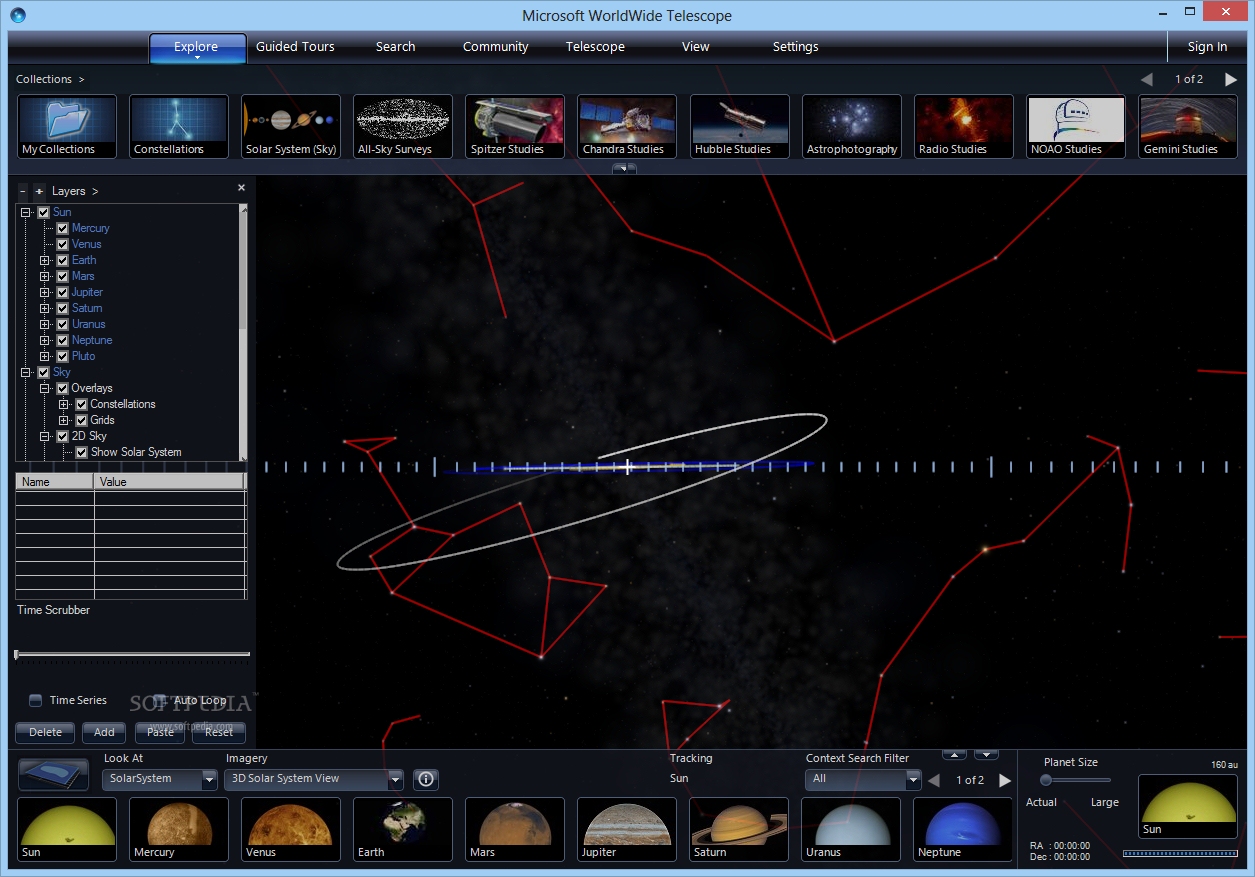 Microsoft WorldWide Telescope
Explore Guided Tours Search Community Telescope View Settings Sign In
Collections > 1 of 2
My Collections Constellations Solar System (Sky) All-Sky Surveys Spitzer Studies Chandra Studies Hubble Studies Astrophotography Radio Studies NOAO Studies Gemini Studies
- + Layers >
Sun
Mercury
Venus
Earth
Mars
Jupiter
Saturn
Uranus
Neptune
Pluto
Sky
Overlays
Constellations
Grids
2D Sky
Show Solar System
Name Value
Time Scrubber
Time Series Auto Loop
SOFTPEDIA™
www.softpedia.com
Delete Add Paste Reset
Look At Imagery Tracking Context Search Filter
SolarSystem 3D Solar System View Sun All 1 of 2
Sun Mercury Venus Earth Mars Jupiter Saturn Uranus Neptune
Planet Size 160 au
Actual Large
Sun
RA : 00:00:00
Dec : 00:00:00